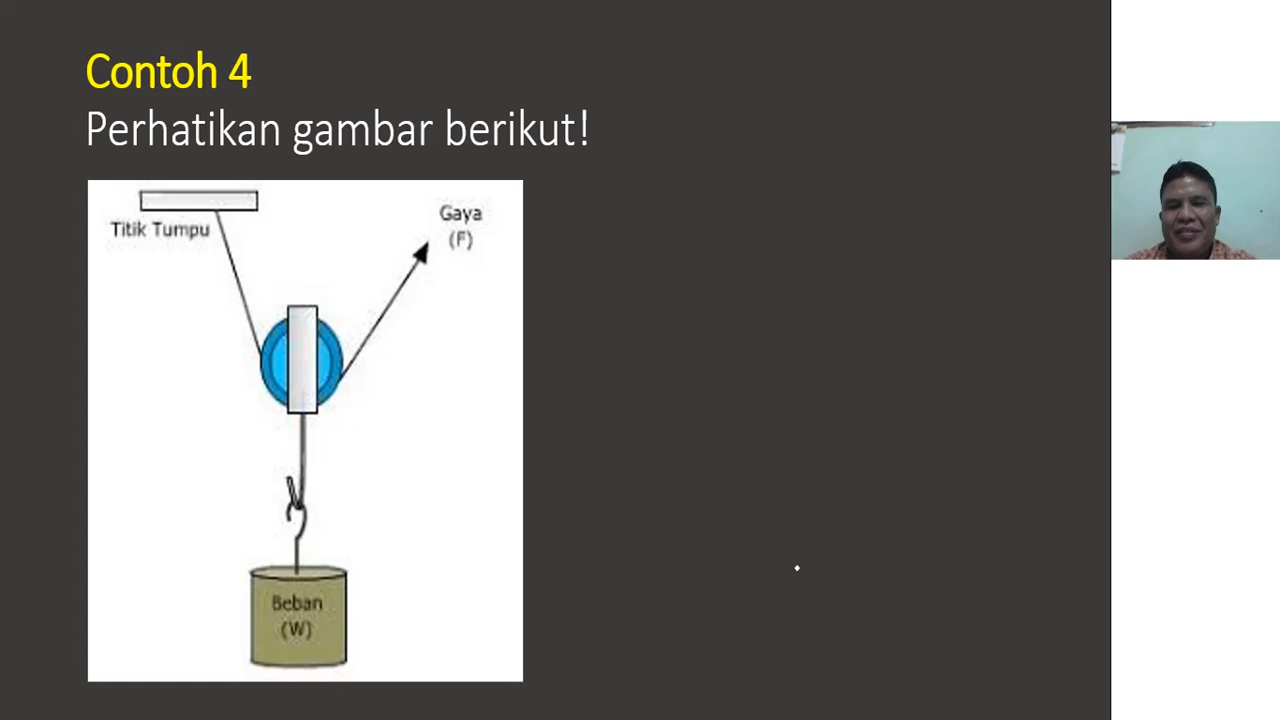 Contoh 4
Perhatikan gambar berikut!
Titik Tumpu
Gaya
(F)
Beban
(W)